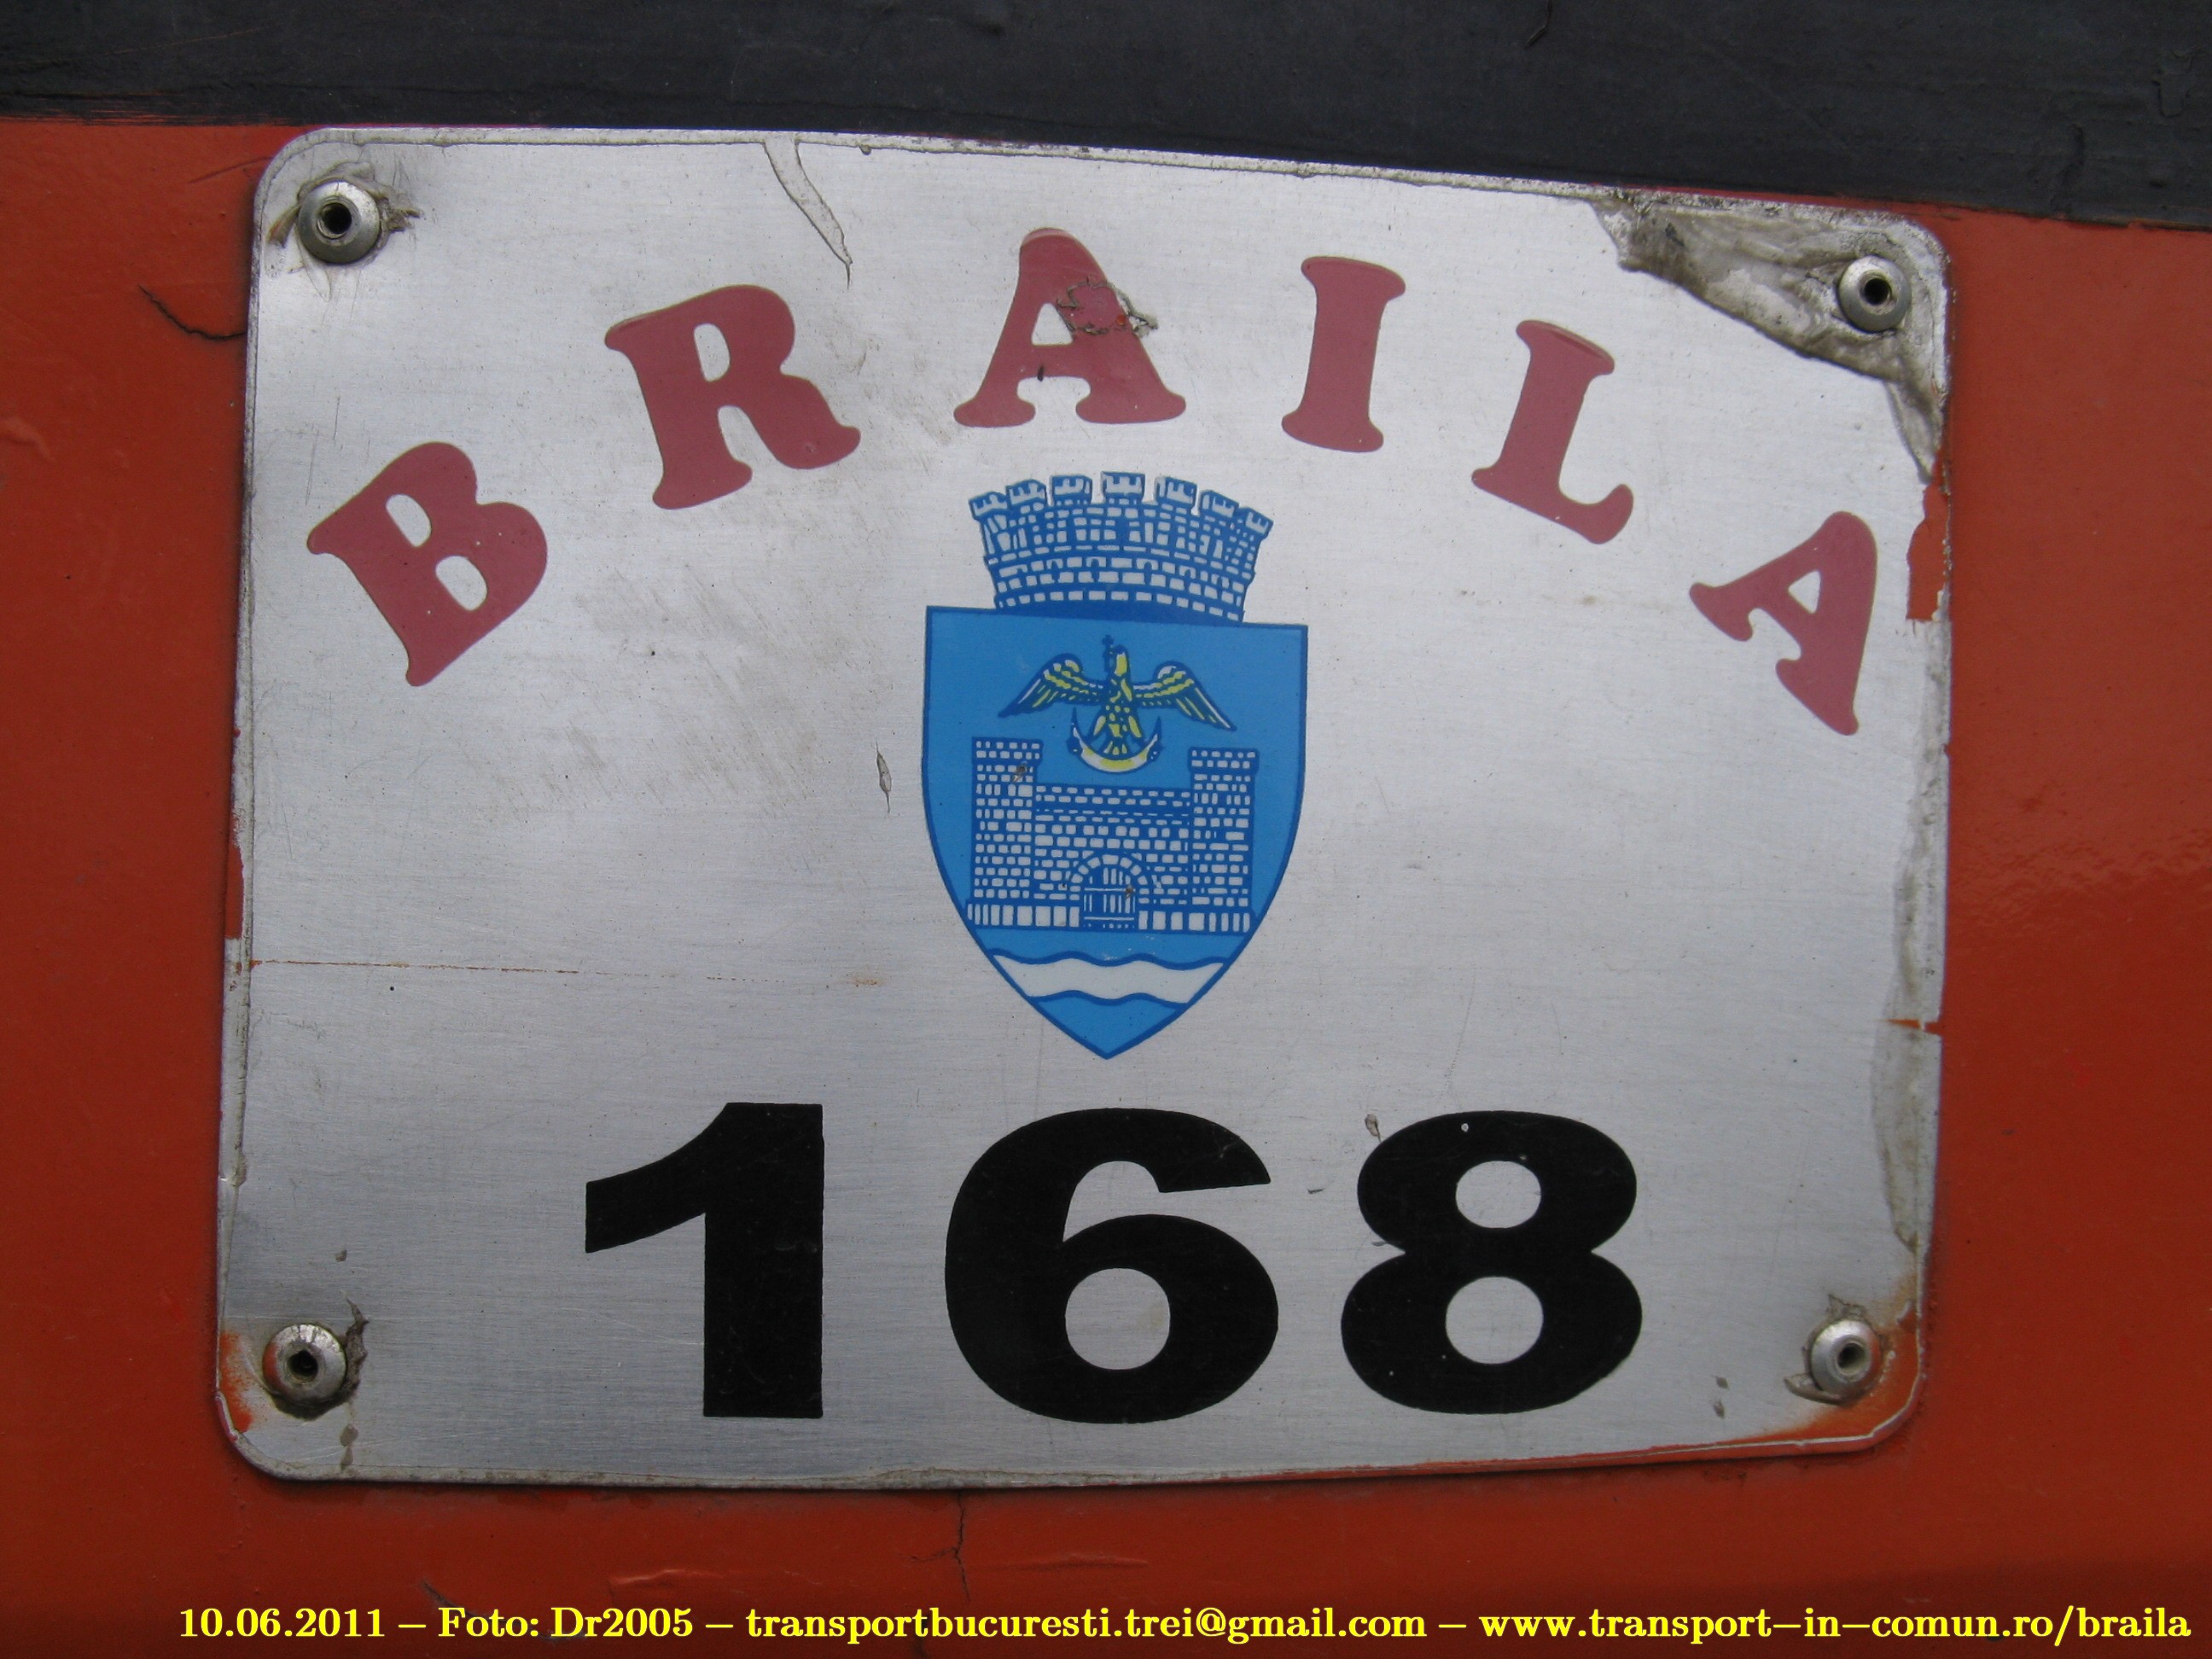 BRAILA
168
10.06.2011 – Foto: Dr2005 – transportbucuresti.trei@gmail.com – www.transport–in–comun.ro/braila